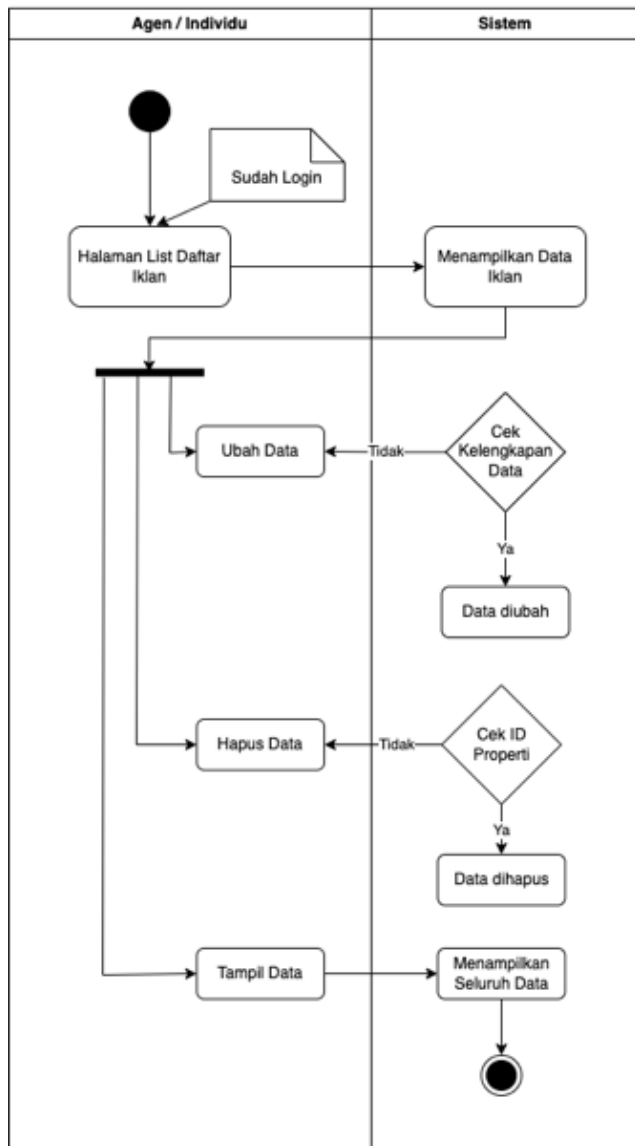 Agen / Individu
Sistem
Sudah Login
Halaman List Daftar
Iklan
Menampilkan Data
Iklan
Ubah Data
Tidak
Cek
Kelengkapan
Data
Ya
Data diubah
Hapus Data
Tidak
Cek ID
Properti
Ya
Data dihapus
Tampil Data
Menampilkan
Seluruh Data